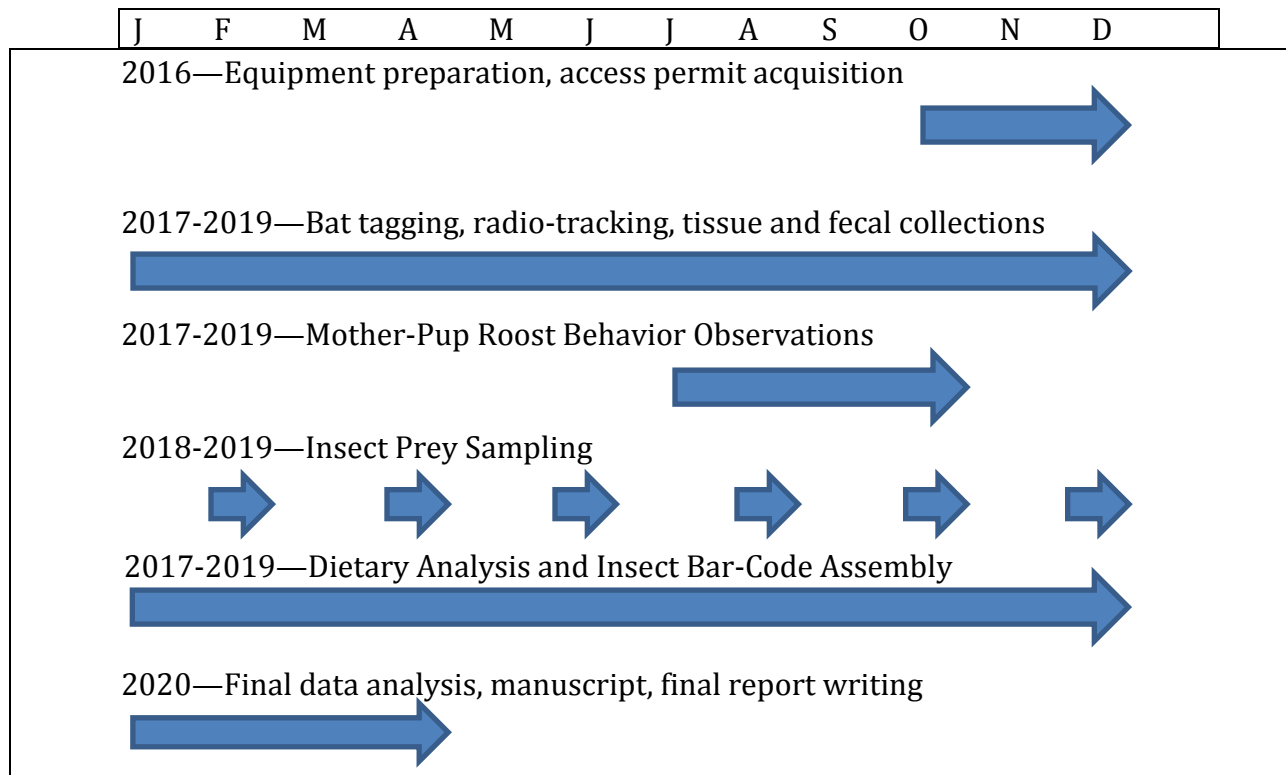 J F M A M J J A S O N D
2016—Equipment preparation, access permit acquisition
2017-2019—Bat tagging, radio-tracking, tissue and fecal collections
2017-2019—Mother-Pup Roost Behavior Observations
2018-2019—Insect Prey Sampling
2017-2019—Dietary Analysis and Insect Bar-Code Assembly
2020—Final data analysis, manuscript, final report writing